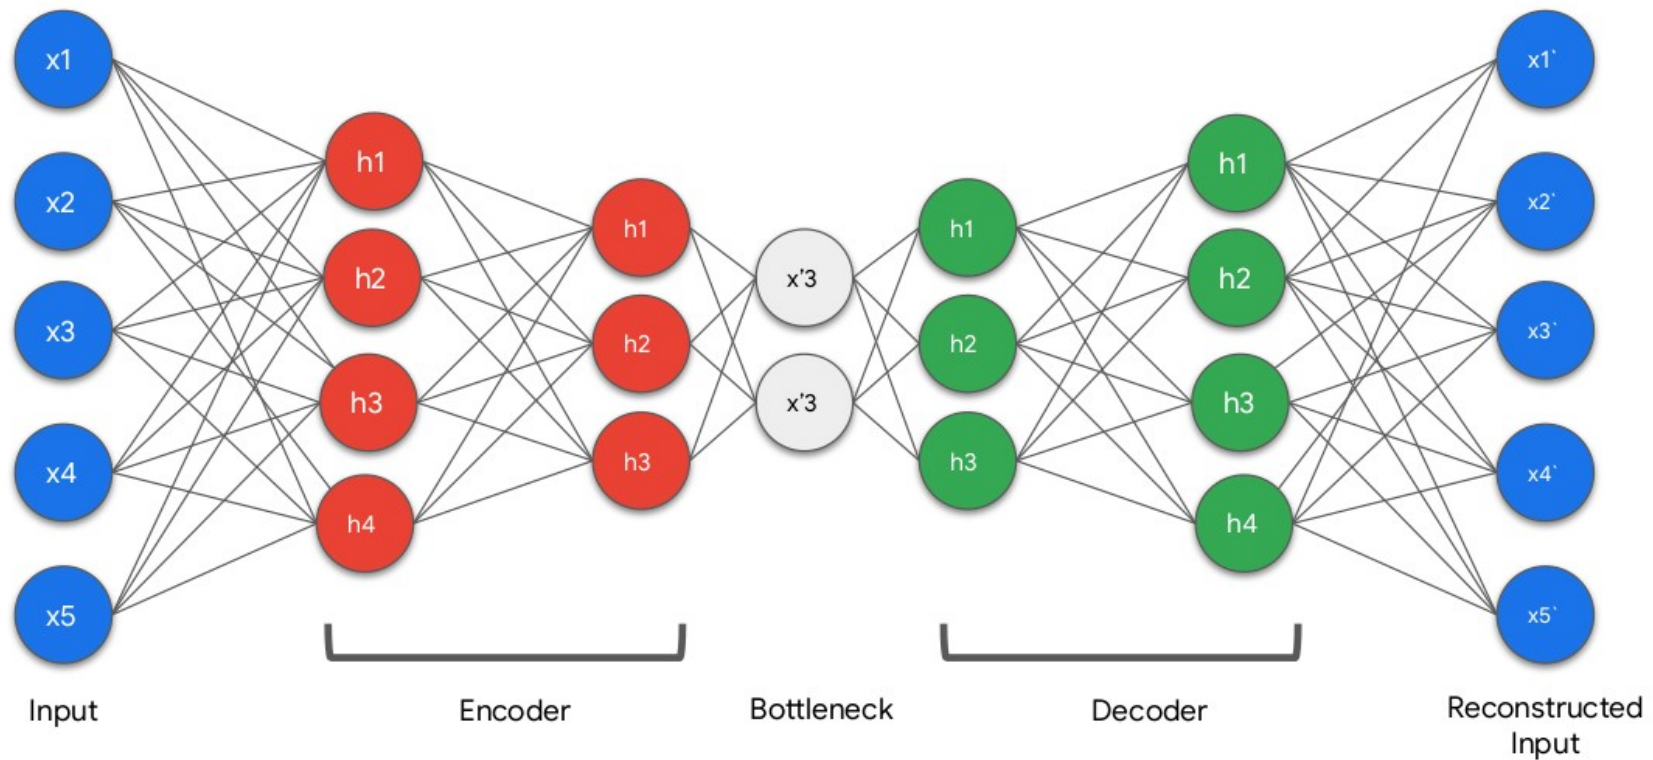 x1
x2
x3
x4
x5
h1
h2
h3
h4
h1
h2
h3
x'3
x'3
h1
h2
h3
h1
h2
h3
h4
x1`
x2`
x3`
x4`
x5`
Input
Encoder
Bottleneck
Decoder
Reconstructed
Input